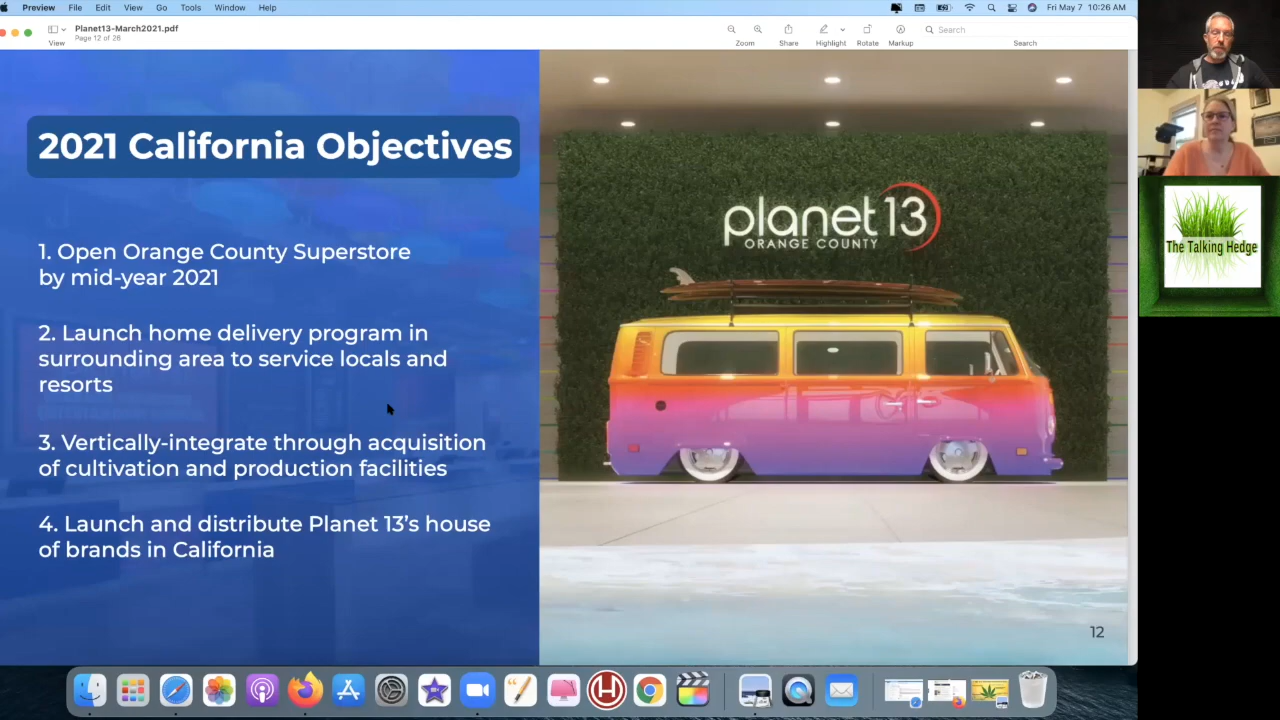 Preview File Edit View Go Tools Window Help
Fri May 7 10:26 AM
Planet13-March2021.pdf
Page 12 of 26
View
Zoom
Share
Highlight
Rotate
Markup
Search
Search
2021 California Objectives
1. Open Orange County Superstore
by mid-year 2021
2. Launch home delivery program in
surrounding area to service locals and
resorts
3. Vertically-integrate through acquisition
of cultivation and production facilities
4. Launch and distribute Planet 13’s house
of brands in California
planet 13
ORANGE COUNTY
12
The Talking Hedge